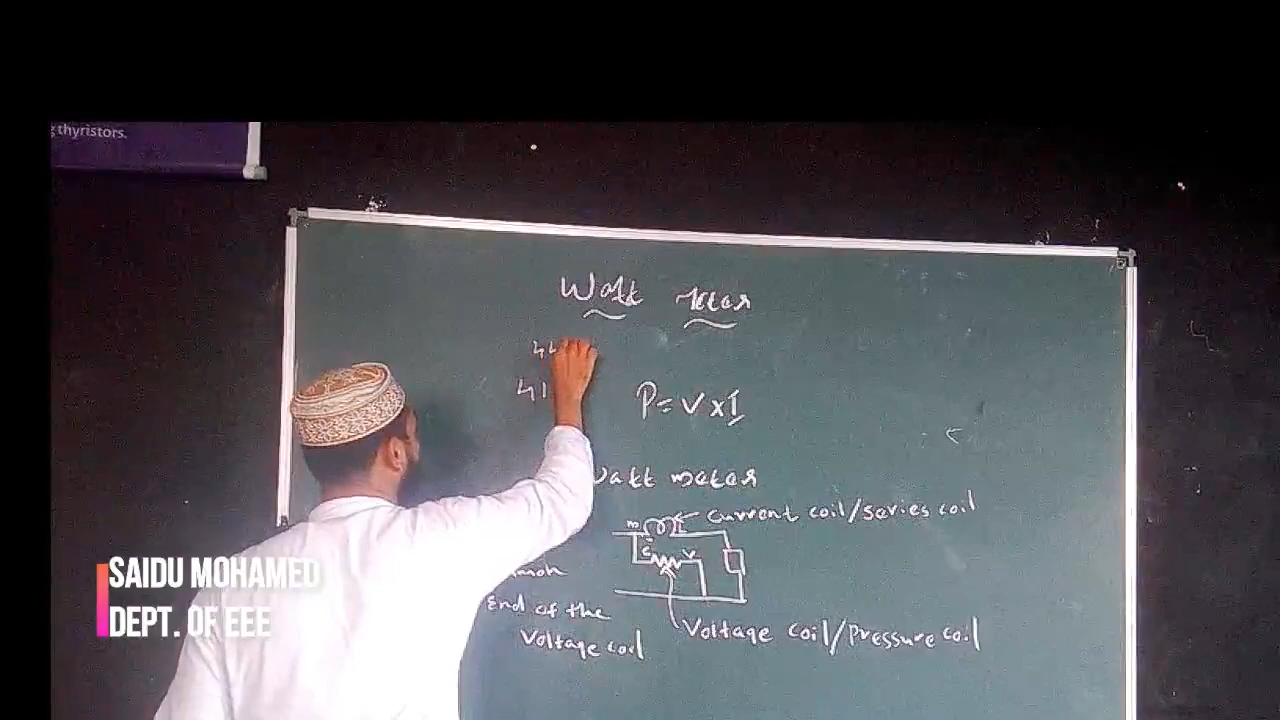 g thyristors.
Watt Meter
P = V x I
Watt meter
m
Current coil/series coil
C
V
End of the
Voltage coil
Voltage coil/Pressure coil
SAIDU MOHAMED
DEPT. OF EEE